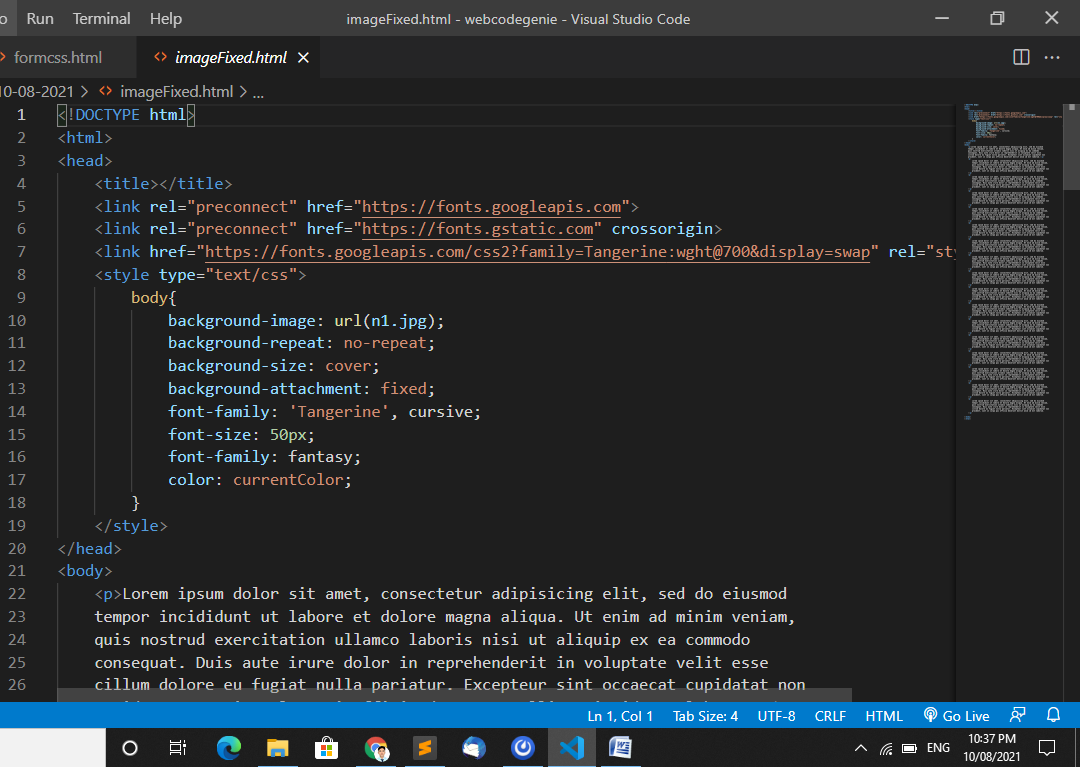 o Run Terminal Help imageFixed.html - webcodegenie - Visual Studio Code
formcss.html imageFixed.html
10-08-2021 > imageFixed.html > ...
1 <!DOCTYPE html>
2 <html>
3 <head>
4 <title></title>
5 <link rel="preconnect" href="https://fonts.googleapis.com">
6 <link rel="preconnect" href="https://fonts.gstatic.com" crossorigin>
7 <link href="https://fonts.googleapis.com/css2?family=Tangerine:wght@700&display=swap" rel="sty
8 <style type="text/css">
9 body{
10 background-image: url(n1.jpg);
11 background-repeat: no-repeat;
12 background-size: cover;
13 background-attachment: fixed;
14 font-family: 'Tangerine', cursive;
15 font-size: 50px;
16 font-family: fantasy;
17 color: currentColor;
18 }
19 </style>
20 </head>
21 <body>
22 <p>Lorem ipsum dolor sit amet, consectetur adipisicing elit, sed do eiusmod
23 tempor incididunt ut labore et dolore magna aliqua. Ut enim ad minim veniam,
24 quis nostrud exercitation ullamco laboris nisi ut aliquip ex ea commodo
25 consequat. Duis aute irure dolor in reprehenderit in voluptate velit esse
26 cillum dolore eu fugiat nulla pariatur. Excepteur sint occaecat cupidatat non
Ln 1, Col 1 Tab Size: 4 UTF-8 CRLF HTML Go Live
ENG 10:37 PM
10/08/2021